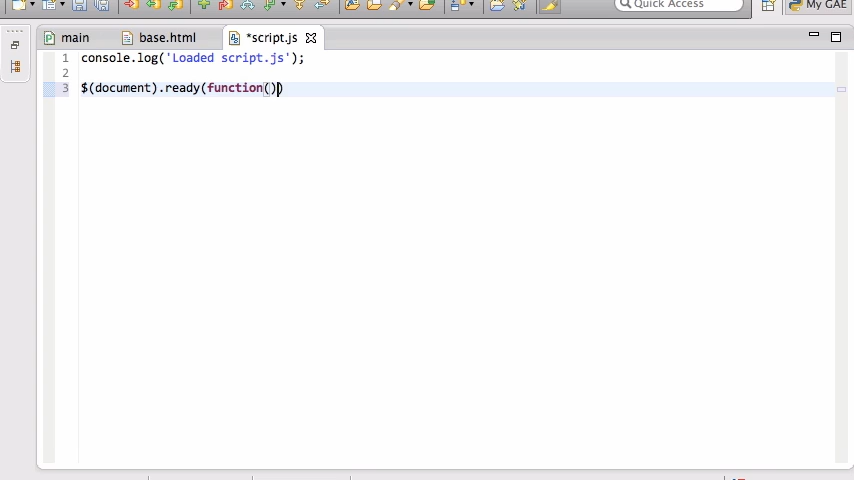 Quick Access
My GAE
main
base.html
*script.js
1 console.log('Loaded script.js');
2
3 $(document).ready(function())